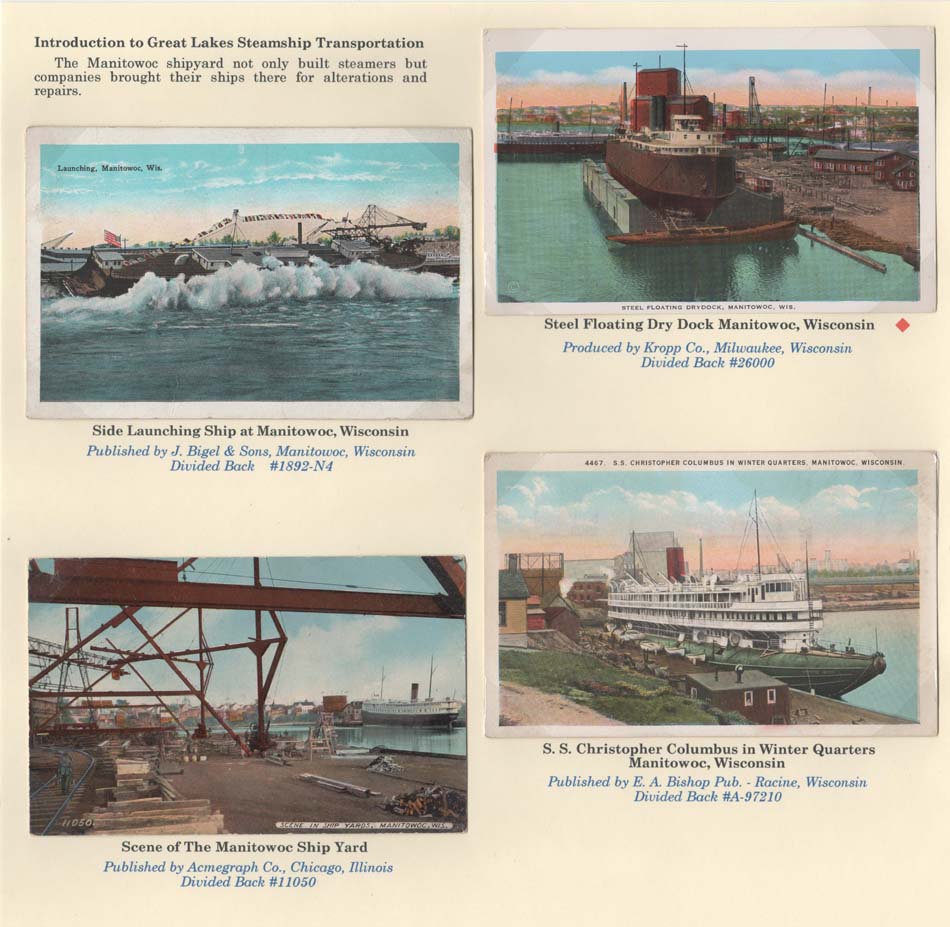 Introduction to Great Lakes Steamship Transportation
The Manitowoc shipyard not only built steamers but
companies brought their ships there for alterations and
repairs.
Launching, Manitowoc, Wis.
Side Launching Ship at Manitowoc, Wisconsin
Published by J. Bigel & Sons, Manitowoc, Wisconsin
Divided Back #1892-N4
STEEL FLOATING DRYDOCK, MANITOWOC, WIS.
Steel Floating Dry Dock Manitowoc, Wisconsin
Produced by Kropp Co., Milwaukee, Wisconsin
Divided Back #26000
11050.
SCENE IN SHIP YARDS, MANITOWOC, WIS.
Scene of The Manitowoc Ship Yard
Published by Acmegraph Co., Chicago, Illinois
Divided Back #11050
4467. S.S. CHRISTOPHER COLUMBUS IN WINTER QUARTERS, MANITOWOC, WISCONSIN.
S. S. Christopher Columbus in Winter Quarters
Manitowoc, Wisconsin
Published by E. A. Bishop Pub. - Racine, Wisconsin
Divided Back #A-97210